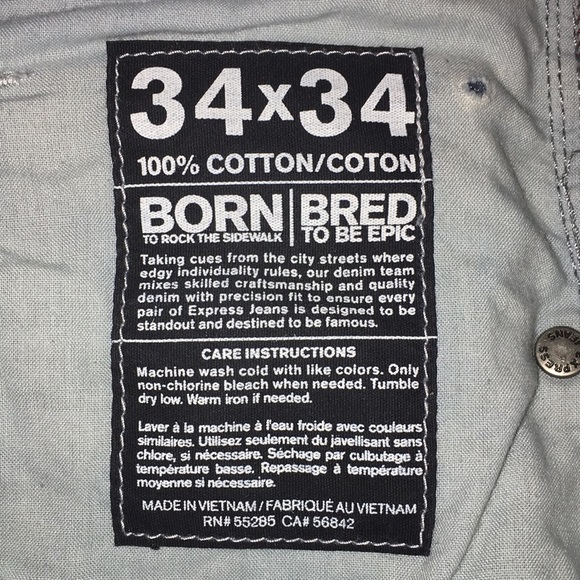 34x34
100% COTTON/COTON
BORN | BRED
TO ROCK THE SIDEWALK | TO BE EPIC
Taking cues from the city streets where
edgy individuality rules, our denim team
mixes skilled craftsmanship and quality
denim with precision fit to ensure every
pair of Express Jeans is designed to be
standout and destined to be famous.
CARE INSTRUCTIONS
Machine wash cold with like colors. Only
non-chlorine bleach when needed. Tumble
dry low. Warm iron if needed.
Laver à la machine à l'eau froide avec couleurs
similaires. Utilisez seulement du javellisant sans
chlore, si nécessaire. Séchage par culbutage à
température basse. Repassage à température
moyenne si nécessaire.
MADE IN VIETNAM / FABRIQUÉ AU VIETNAM
RN# 55285 CA# 56842
EXPRESS
JEANS